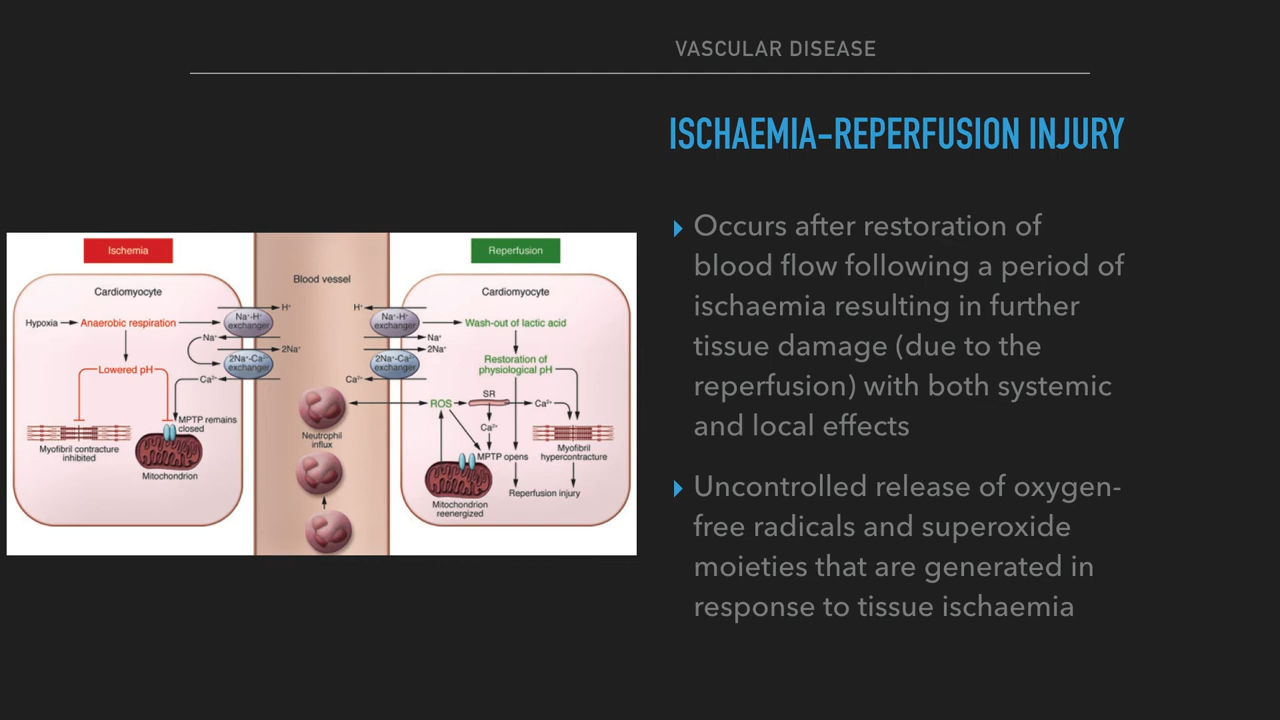 VASCULAR DISEASE
ISCHAEMIA-REPERFUSION INJURY
Occurs after restoration of
blood flow following a period of
ischaemia resulting in further
tissue damage (due to the
reperfusion) with both systemic
and local effects
Uncontrolled release of oxygen-
free radicals and superoxide
moieties that are generated in
response to tissue ischaemia
Ischemia
Cardiomyocyte
Hypoxia
Anaerobic respiration
Na⁺-H⁺
exchanger
H⁺
Na⁺
2Na⁺
2Na⁺-Ca²⁺
exchanger
Lowered pH
Ca²⁺
MPTP remains
closed
Myofibril contracture
inhibited
Mitochondrion
Blood vessel
Neutrophil
influx
Reperfusion
Cardiomyocyte
H⁺
Na⁺-H⁺
exchanger
Wash-out of lactic acid
Na⁺
2Na⁺
2Na⁺-Ca²⁺
exchanger
Restoration of
physiological pH
Ca²⁺
ROS
SR
Ca²⁺
Ca²⁺
MPTP opens
Myofibril
hypercontracture
Reperfusion injury
Mitochondrion
reenergized